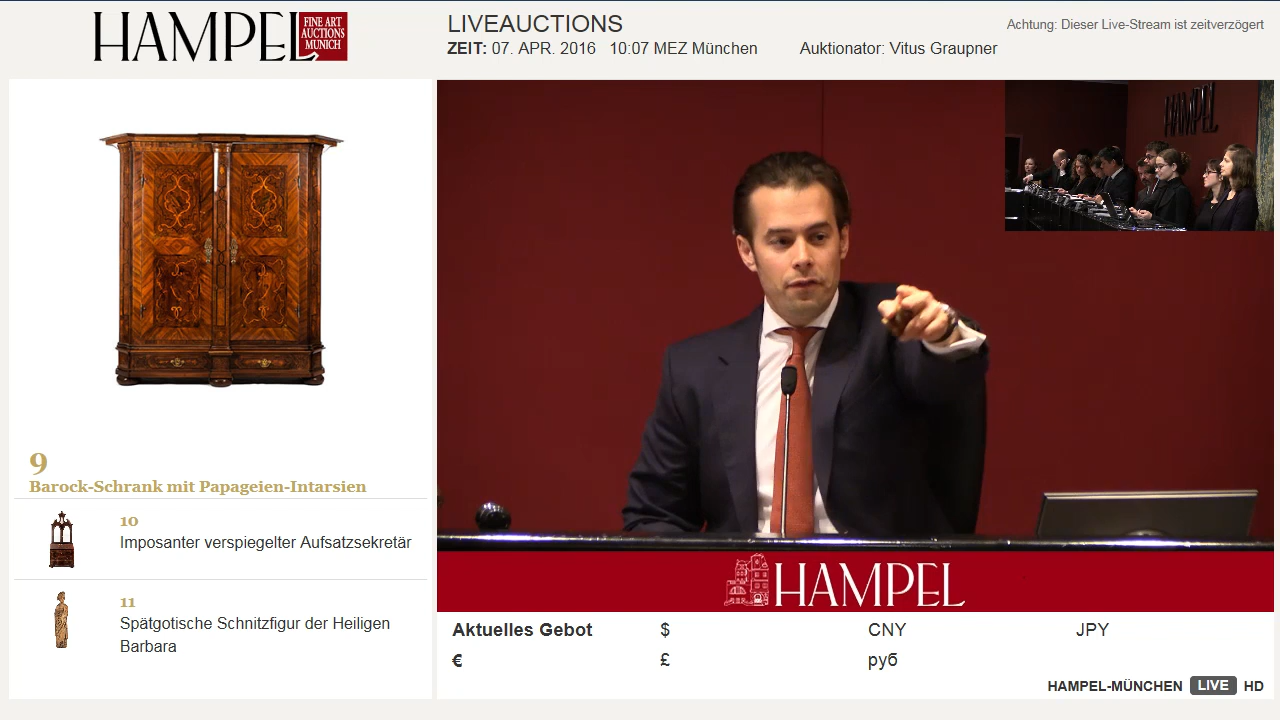 HAMPEL
FINE ART
AUCTIONS
MUNICH
LIVEAUCTIONS
ZEIT: 07. APR. 2016 10:07 MEZ München Auktionator: Vitus Graupner
Achtung: Dieser Live-Stream ist zeitverzögert
HAMPEL
9
Barock-Schrank mit Papageien-Intarsien
10
Imposanter verspiegelter Aufsatzsekretär
11
Spätgotische Schnitzfigur der Heiligen
Barbara
HAMPEL
Aktuelles Gebot $ CNY JPY
€ £ руб
HAMPEL-MÜNCHEN LIVE HD